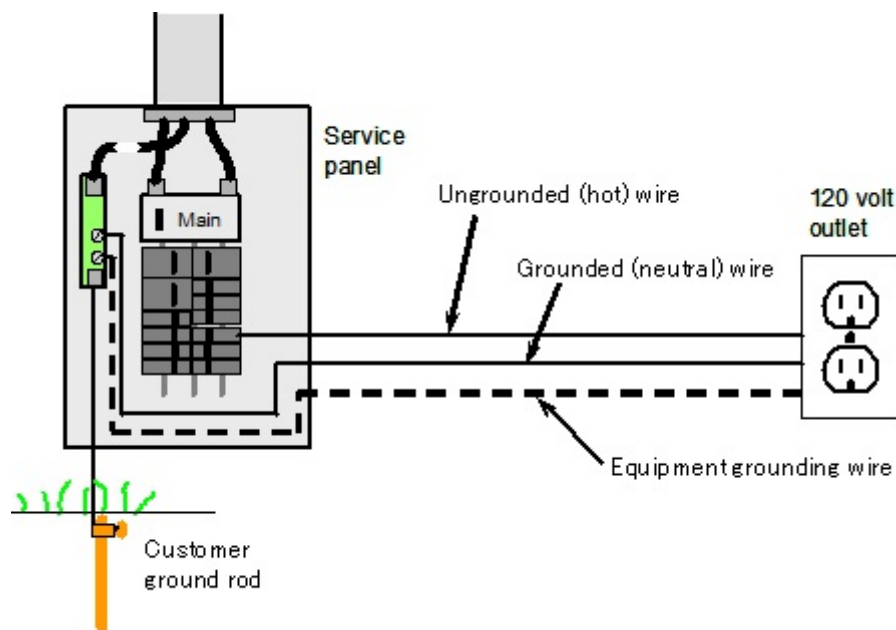 Service
panel
Main
Ungrounded (hot) wire
120 volt
outlet
Grounded (neutral) wire
Equipment grounding wire
Customer
ground rod